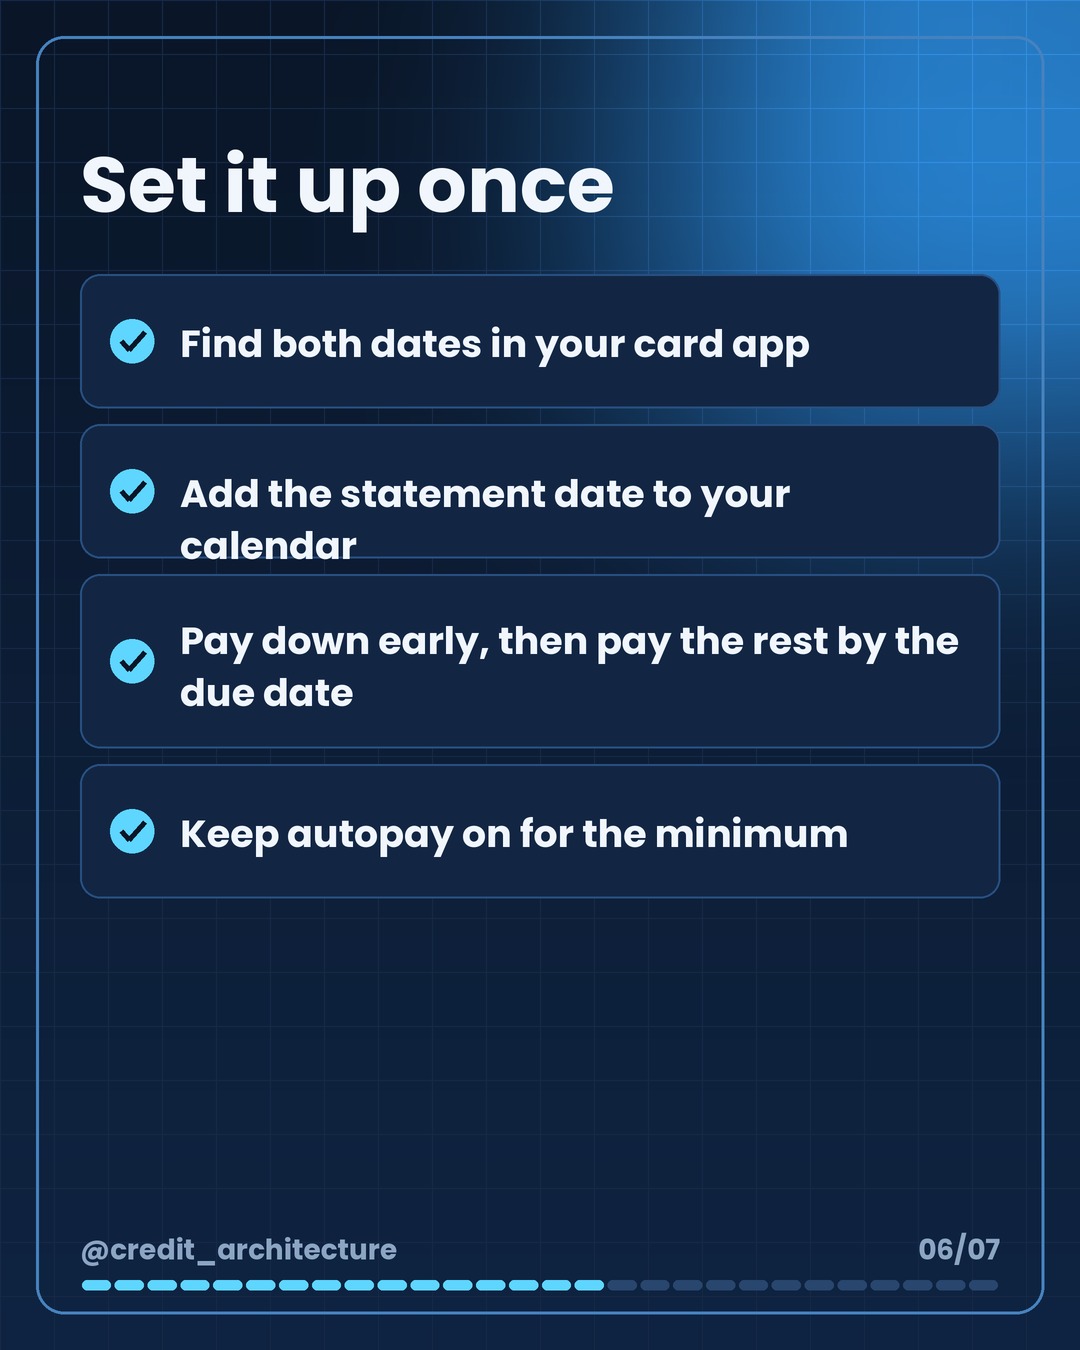 Set it up once
Find both dates in your card app
Add the statement date to your
calendar
Pay down early, then pay the rest by the
due date
Keep autopay on for the minimum
@credit_architecture
06/07